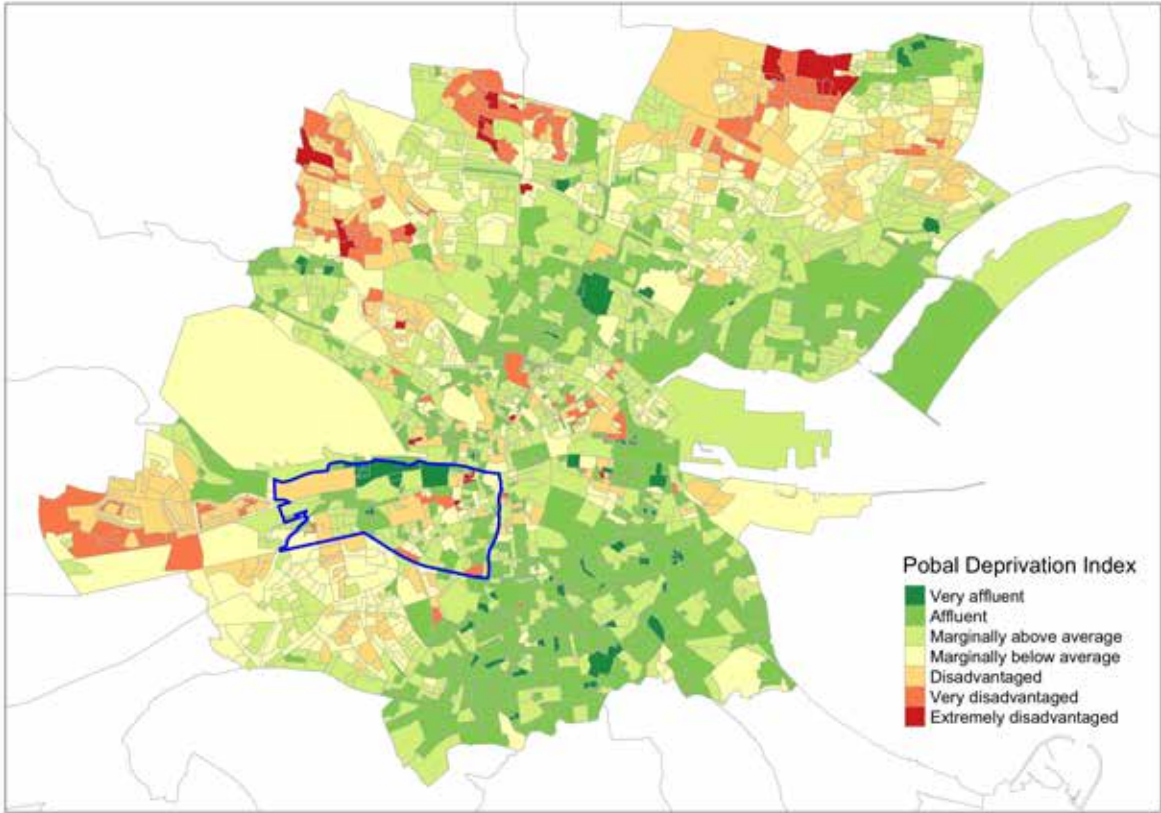 Pobal Deprivation Index
Very affluent
Affluent
Marginally above average
Marginally below average
Disadvantaged
Very disadvantaged
Extremely disadvantaged